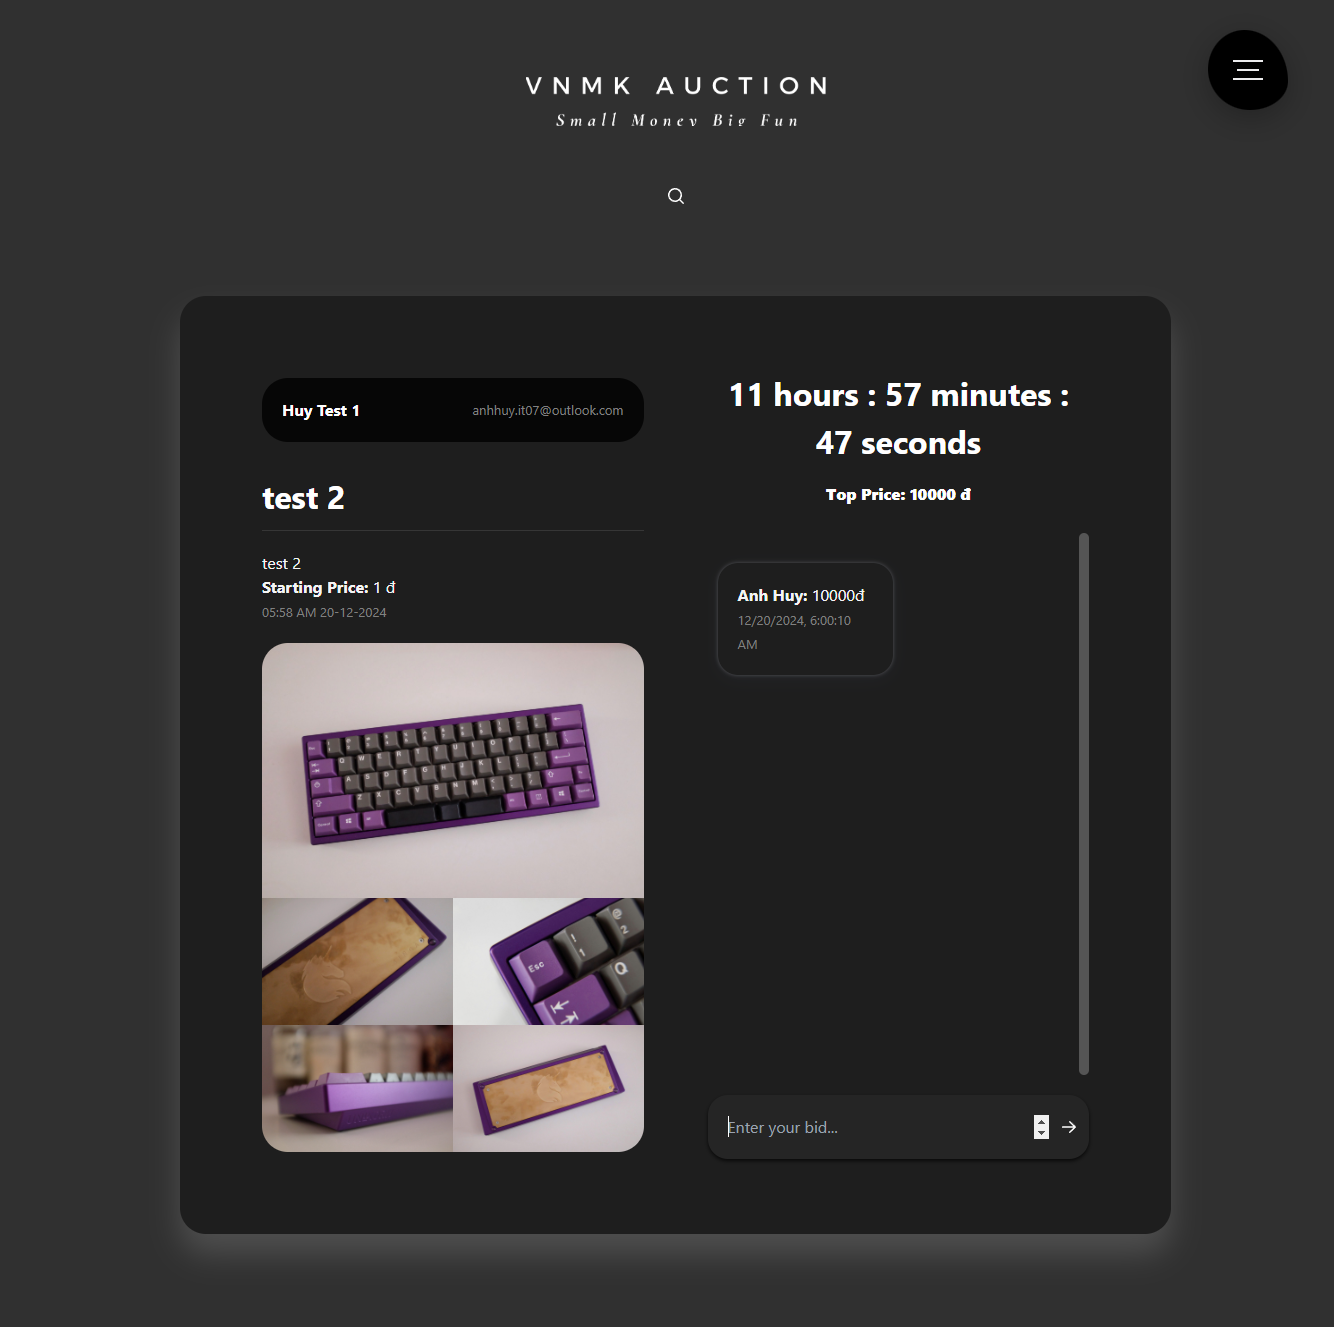 VNMK AUCTION
Small Money Big Fun
Huy Test 1
anhhuy.it07@outlook.com
test 2
test 2
Starting Price: 1 đ
05:58 AM 20-12-2024
Esc
11 hours : 57 minutes :
47 seconds
Top Price: 10000 đ
Anh Huy: 10000đ
12/20/2024, 6:00:10
AM
Enter your bid...